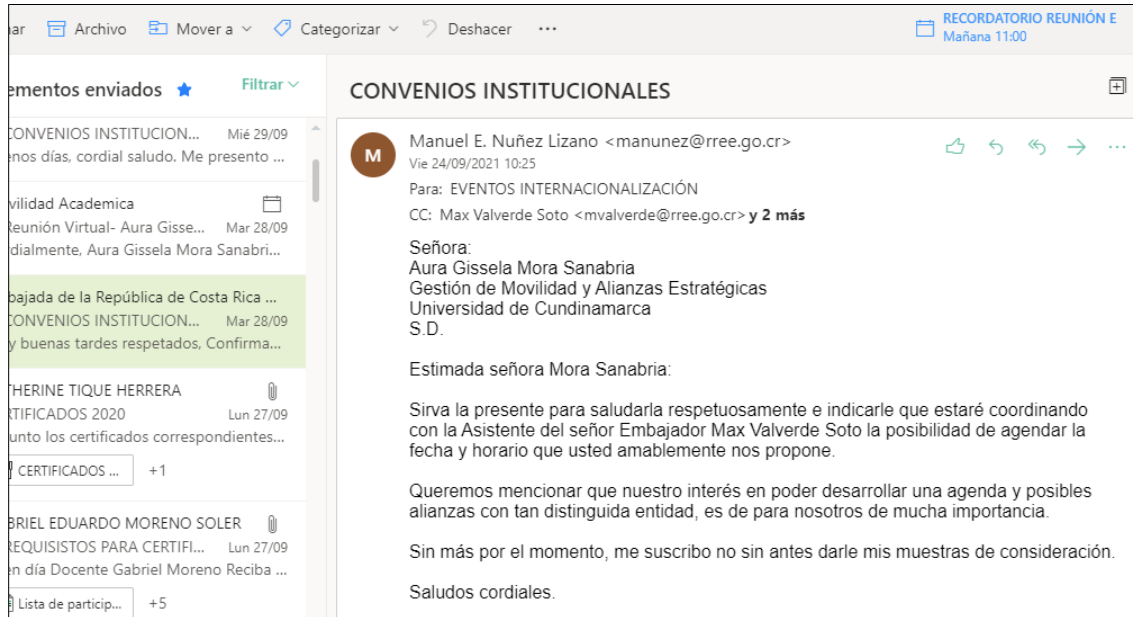 Archivo Mover a Categorizar Deshacer ...
RECORDATORIO REUNIÓN E
Mañana 11:00
ementos enviados Filtrar
CONVENIOS INSTITUCION... Mié 29/09
enos días, cordial saludo. Me presento ...
vilidad Academica
Reunión Virtual- Aura Gisse... Mar 28/09
dialmente, Aura Gissela Mora Sanabri...
bajada de la República de Costa Rica ...
CONVENIOS INSTITUCION... Mar 28/09
y buenas tardes respetados, Confirma...
THERINE TIQUE HERRERA
RTIFICADOS 2020 Lun 27/09
unto los certificados correspondientes...
CERTIFICADOS ... +1
BRIEL EDUARDO MORENO SOLER
REQUISISTOS PARA CERTIFI... Lun 27/09
en día Docente Gabriel Moreno Reciba ...
Lista de particip... +5
CONVENIOS INSTITUCIONALES
M
Manuel E. Nuñez Lizano <manunez@rree.go.cr>
Vie 24/09/2021 10:25
Para: EVENTOS INTERNACIONALIZACIÓN
CC: Max Valverde Soto <mvalverde@rree.go.cr> y 2 más
Señora:
Aura Gissela Mora Sanabria
Gestión de Movilidad y Alianzas Estratégicas
Universidad de Cundinamarca
S.D.
Estimada señora Mora Sanabria:
Sirva la presente para saludarla respetuosamente e indicarle que estaré coordinando
con la Asistente del señor Embajador Max Valverde Soto la posibilidad de agendar la
fecha y horario que usted amablemente nos propone.
Queremos mencionar que nuestro interés en poder desarrollar una agenda y posibles
alianzas con tan distinguida entidad, es de para nosotros de mucha importancia.
Sin más por el momento, me suscribo no sin antes darle mis muestras de consideración.
Saludos cordiales.